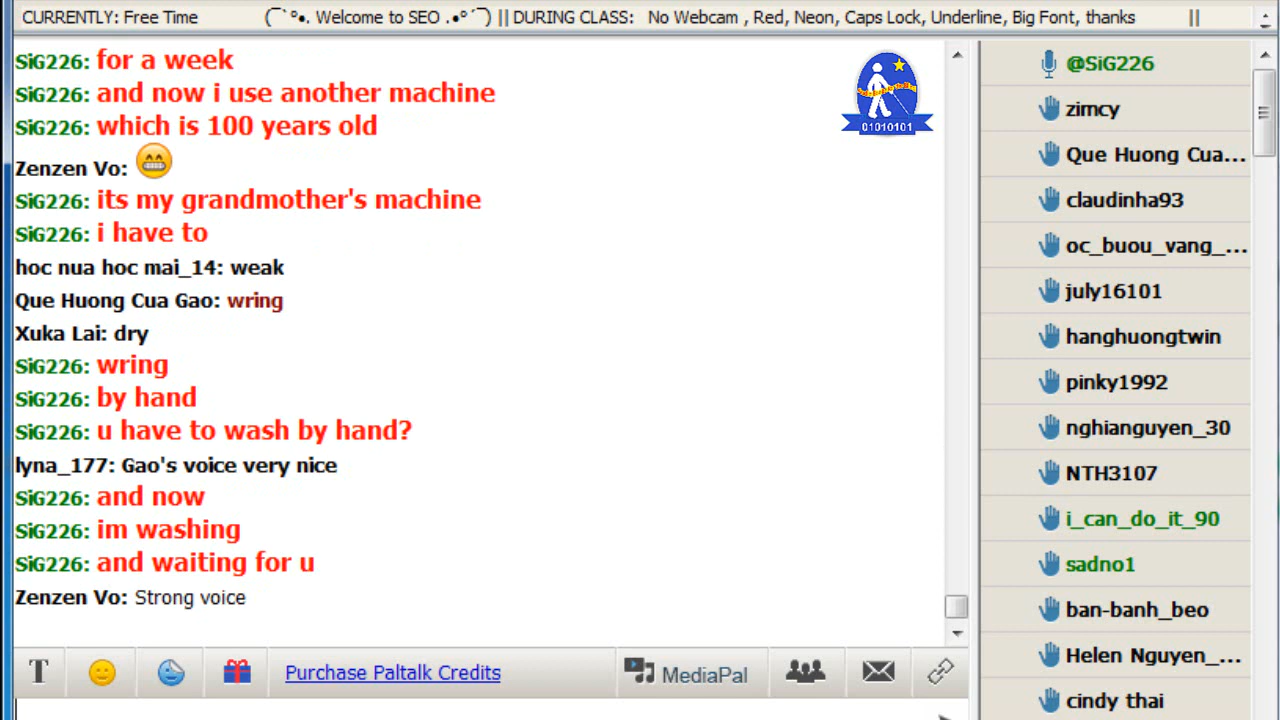 CURRENTLY: Free Time (¯`°•. Welcome to SEO .•°´¯) || DURING CLASS: No Webcam , Red, Neon, Caps Lock, Underline, Big Font, thanks ||
SiG226: for a week
SiG226: and now i use another machine
SiG226: which is 100 years old
Zenzen Vo: 😁
SiG226: its my grandmother's machine
SiG226: i have to
hoc nua hoc mai_14: weak
Que Huong Cua Gao: wring
Xuka Lai: dry
SiG226: wring
SiG226: by hand
SiG226: u have to wash by hand?
lyna_177: Gao's voice very nice
SiG226: and now
SiG226: im washing
SiG226: and waiting for u
Zenzen Vo: Strong voice
01010101
@SiG226
zimcy
Que Huong Cua...
claudinha93
oc_buou_vang_...
july16101
hanghuongtwin
pinky1992
nghianguyen_30
NTH3107
i_can_do_it_90
sadno1
ban-banh_beo
Helen Nguyen_...
cindy thai
T Purchase Paltalk Credits MediaPal